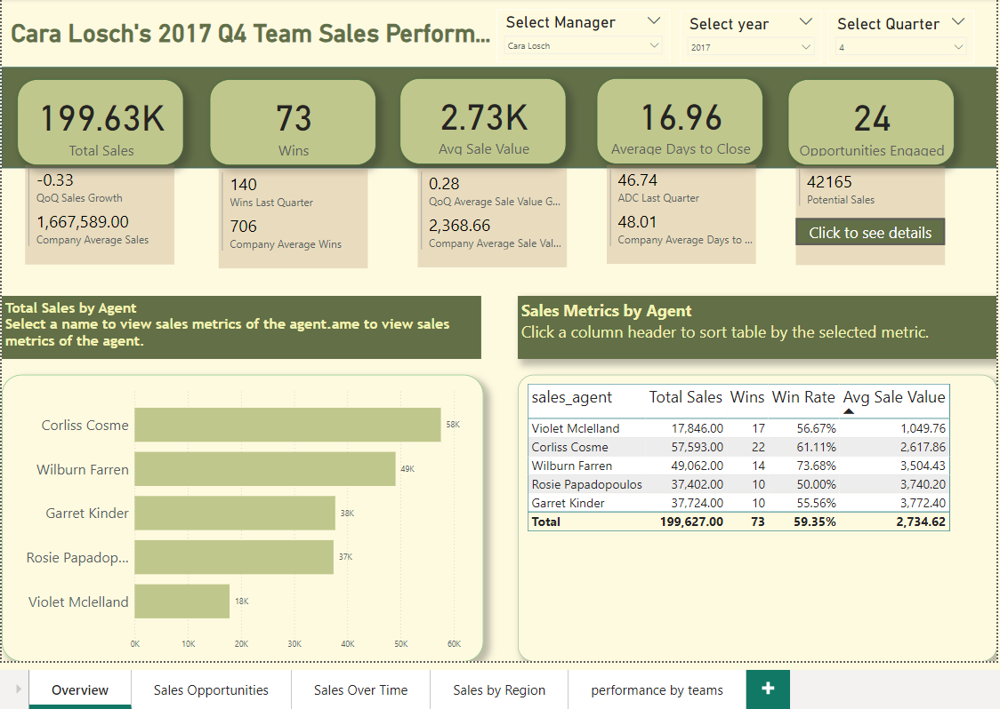 Cara Losch's 2017 Q4 Team Sales Perform...
Select Manager
Cara Losch
Select year
2017
Select Quarter
4
199.63K
Total Sales
73
Wins
2.73K
Avg Sale Value
16.96
Average Days to Close
24
Opportunities Engaged
-0.33
QoQ Sales Growth
1,667,589.00
Company Average Sales
140
Wins Last Quarter
706
Company Average Wins
0.28
QoQ Average Sale Value G...
2,368.66
Company Average Sale Val...
46.74
ADC Last Quarter
48.01
Company Average Days to ...
42165
Potential Sales
Click to see details
Total Sales by Agent
Select a name to view sales metrics of the agent.ame to view sales
metrics of the agent.
Corliss Cosme 58K
Wilburn Farren 49K
Garret Kinder 38K
Rosie Papadop... 37K
Violet Mclelland 18K
0K 10K 20K 30K 40K 50K 60K
Sales Metrics by Agent
Click a column header to sort table by the selected metric.
sales_agent Total Sales Wins Win Rate Avg Sale Value
Violet Mclelland 17,846.00 17 56.67% 1,049.76
Corliss Cosme 57,593.00 22 61.11% 2,617.86
Wilburn Farren 49,062.00 14 73.68% 3,504.43
Rosie Papadopoulos 37,402.00 10 50.00% 3,740.20
Garret Kinder 37,724.00 10 55.56% 3,772.40
Total 199,627.00 73 59.35% 2,734.62
Overview Sales Opportunities Sales Over Time Sales by Region performance by teams +